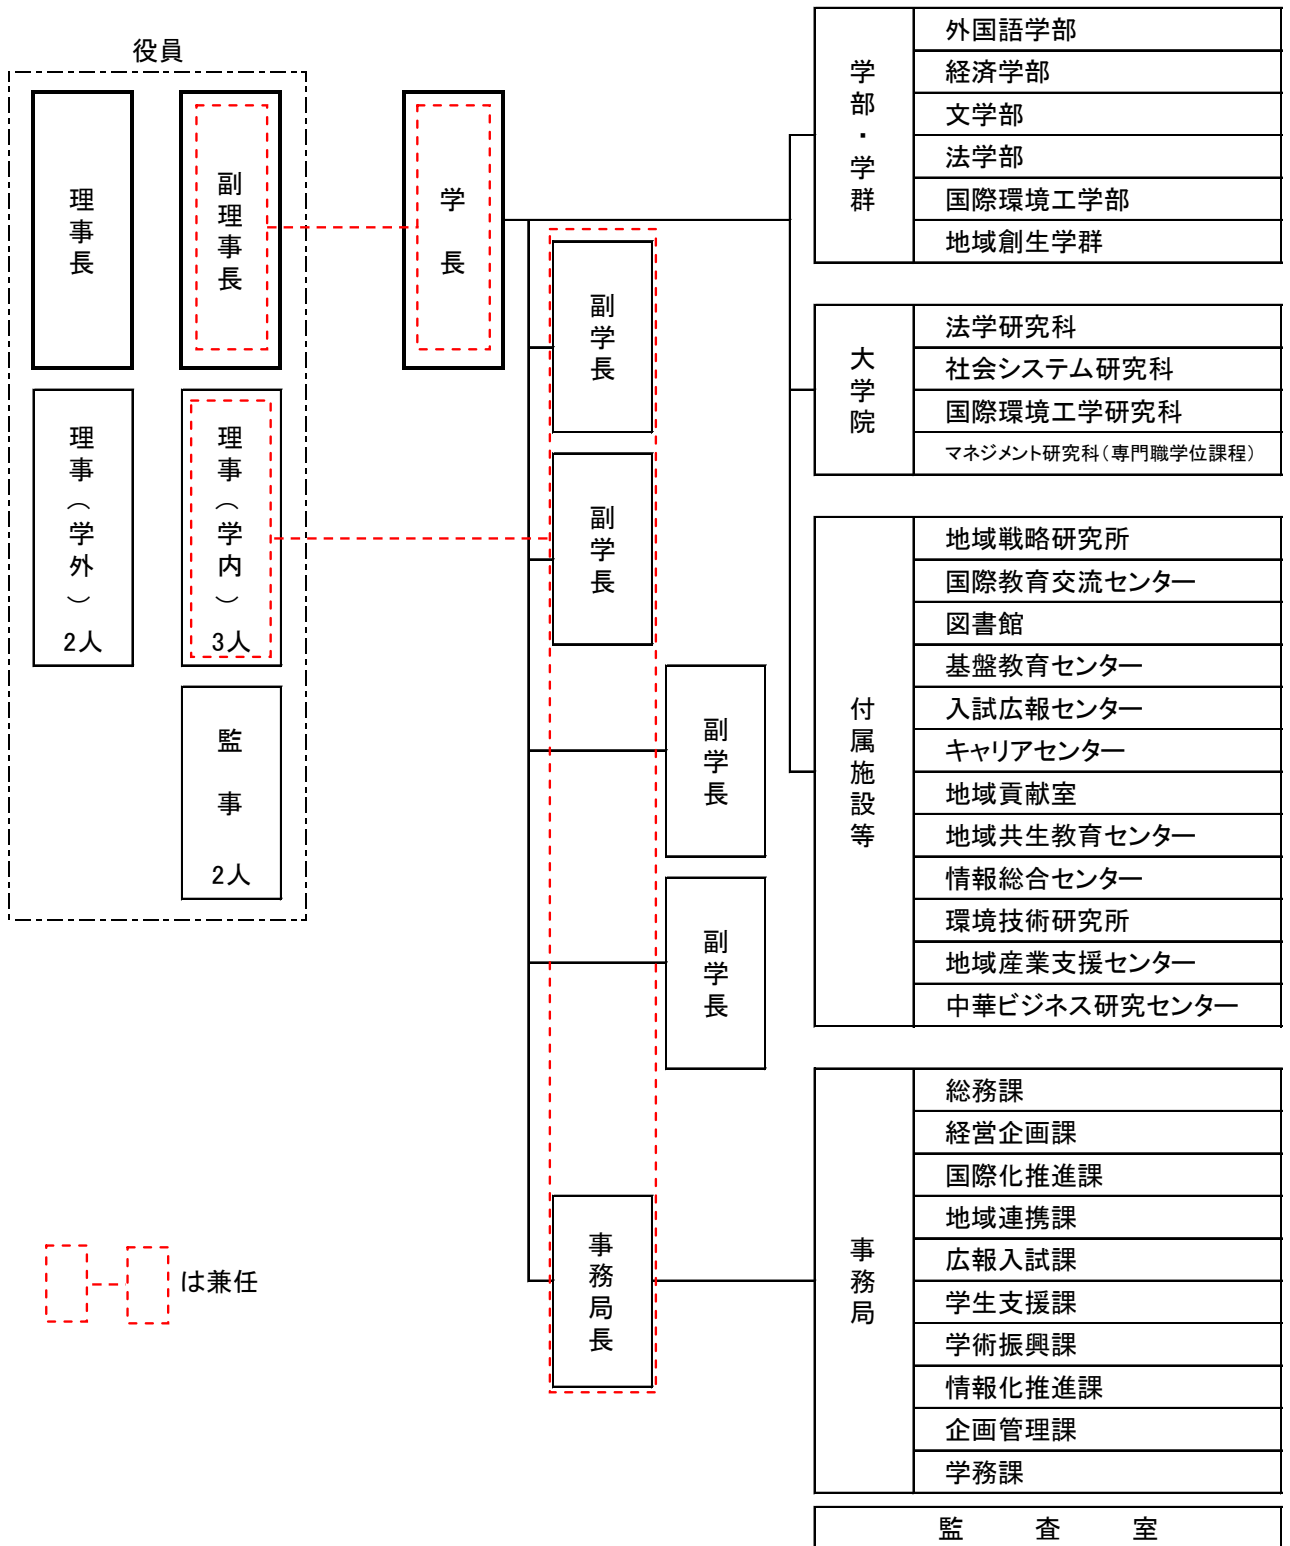 役員
理事長
副理事長
学長
理事（学外）
2人
理事（学内）
3人
監事
2人
副学長
副学長
副学長
副学長
事務局長
は兼任
学部・学群
外国語学部
経済学部
文学部
法学部
国際環境工学部
地域創生学群
大学院
法学研究科
社会システム研究科
国際環境工学研究科
マネジメント研究科（専門職学位課程）
付属施設等
地域戦略研究所
国際教育交流センター
図書館
基盤教育センター
入試広報センター
キャリアセンター
地域貢献室
地域共生教育センター
情報総合センター
環境技術研究所
地域産業支援センター
中華ビジネス研究センター
事務局
総務課
経営企画課
国際化推進課
地域連携課
広報入試課
学生支援課
学術振興課
情報化推進課
企画管理課
学務課
監査室